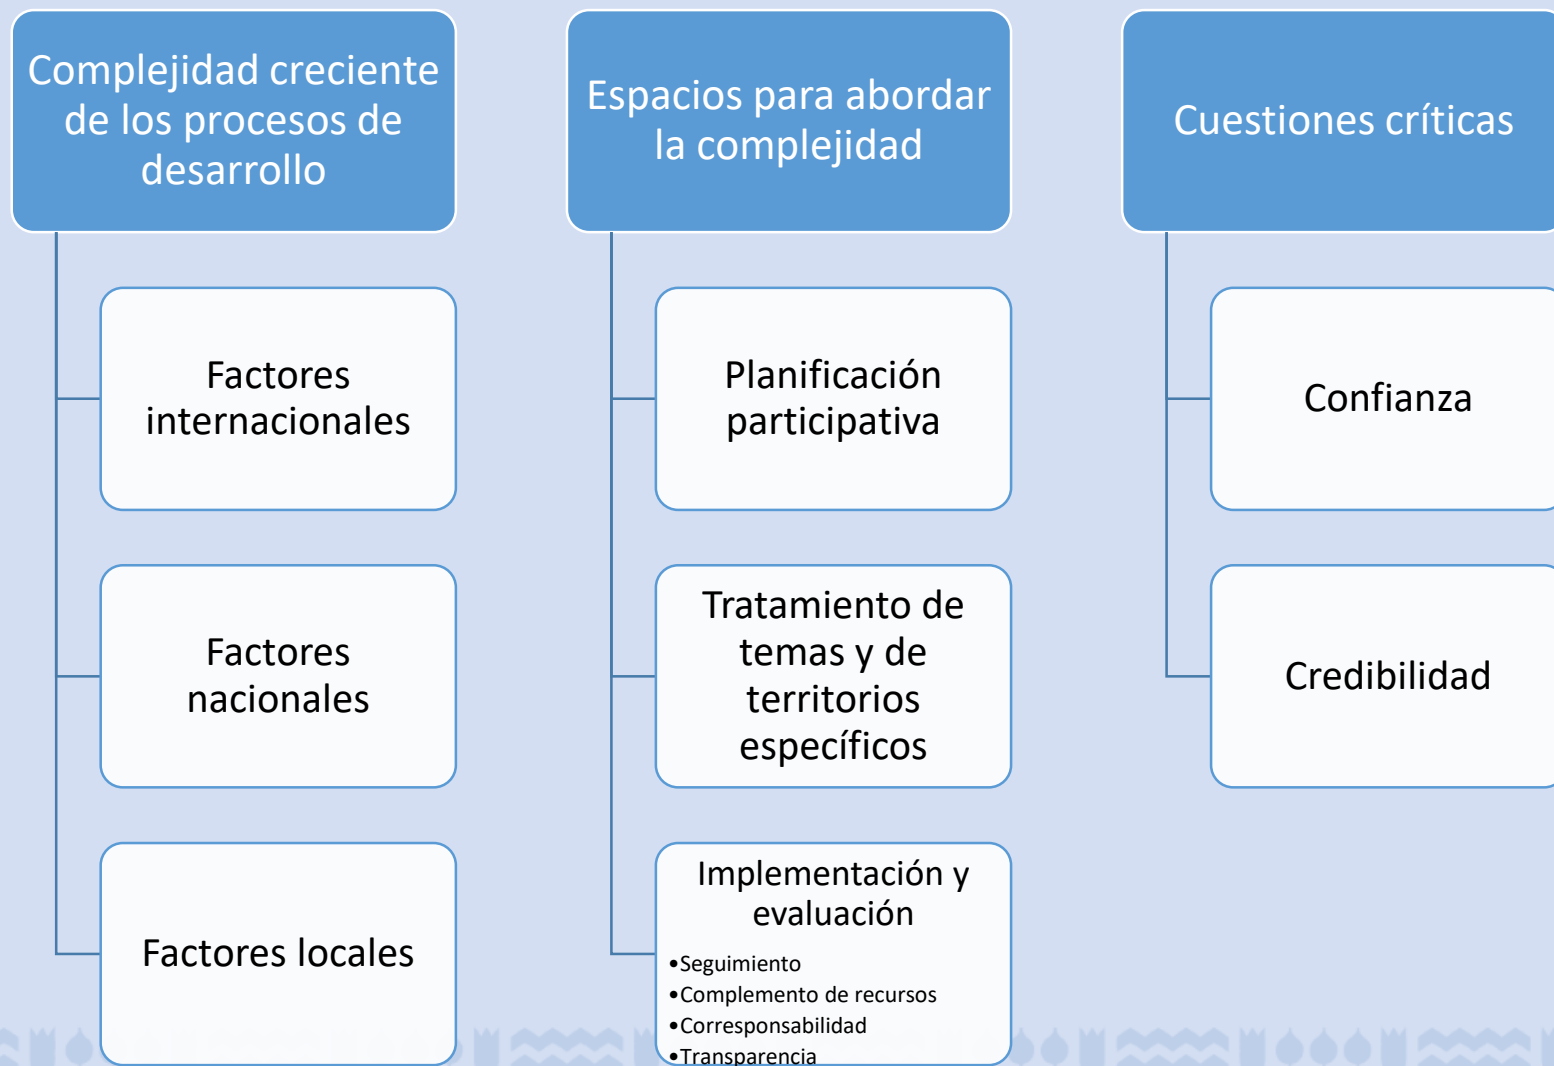 Complejidad creciente
de los procesos de
desarrollo
Factores
internacionales
Factores
nacionales
Factores locales
Espacios para abordar
la complejidad
Planificación
participativa
Tratamiento de
temas y de
territorios
específicos
Implementación y
evaluación
•Seguimiento
•Complemento de recursos
•Corresponsabilidad
•Transparencia
Cuestiones críticas
Confianza
Credibilidad